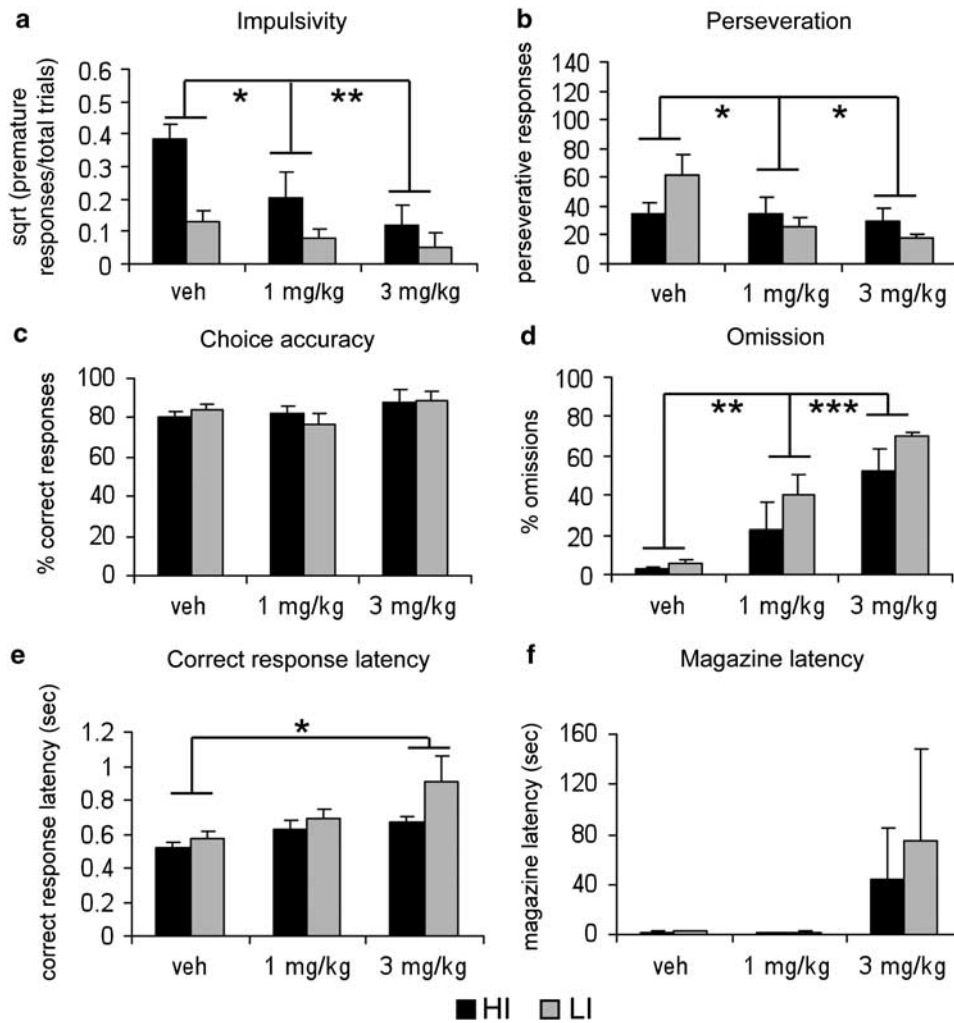 a Impulsivity
sqrt (premature
responses/total trials)
0.6
0.5
0.4
0.3
0.2
0.1
0
* **
veh 1 mg/kg 3 mg/kg
b Perseveration
perseverative responses
140
120
100
80
60
40
20
0
* *
veh 1 mg/kg 3 mg/kg
c Choice accuracy
% correct responses
100
80
60
40
20
0
veh 1 mg/kg 3 mg/kg
d Omission
% omissions
100
80
60
40
20
0
** ***
veh 1 mg/kg 3 mg/kg
e Correct response latency
correct response latency (sec)
1.2
1
0.8
0.6
0.4
0.2
0
*
veh 1 mg/kg 3 mg/kg
f Magazine latency
magazine latency (sec)
160
120
80
40
0
veh 1 mg/kg 3 mg/kg
HI LI